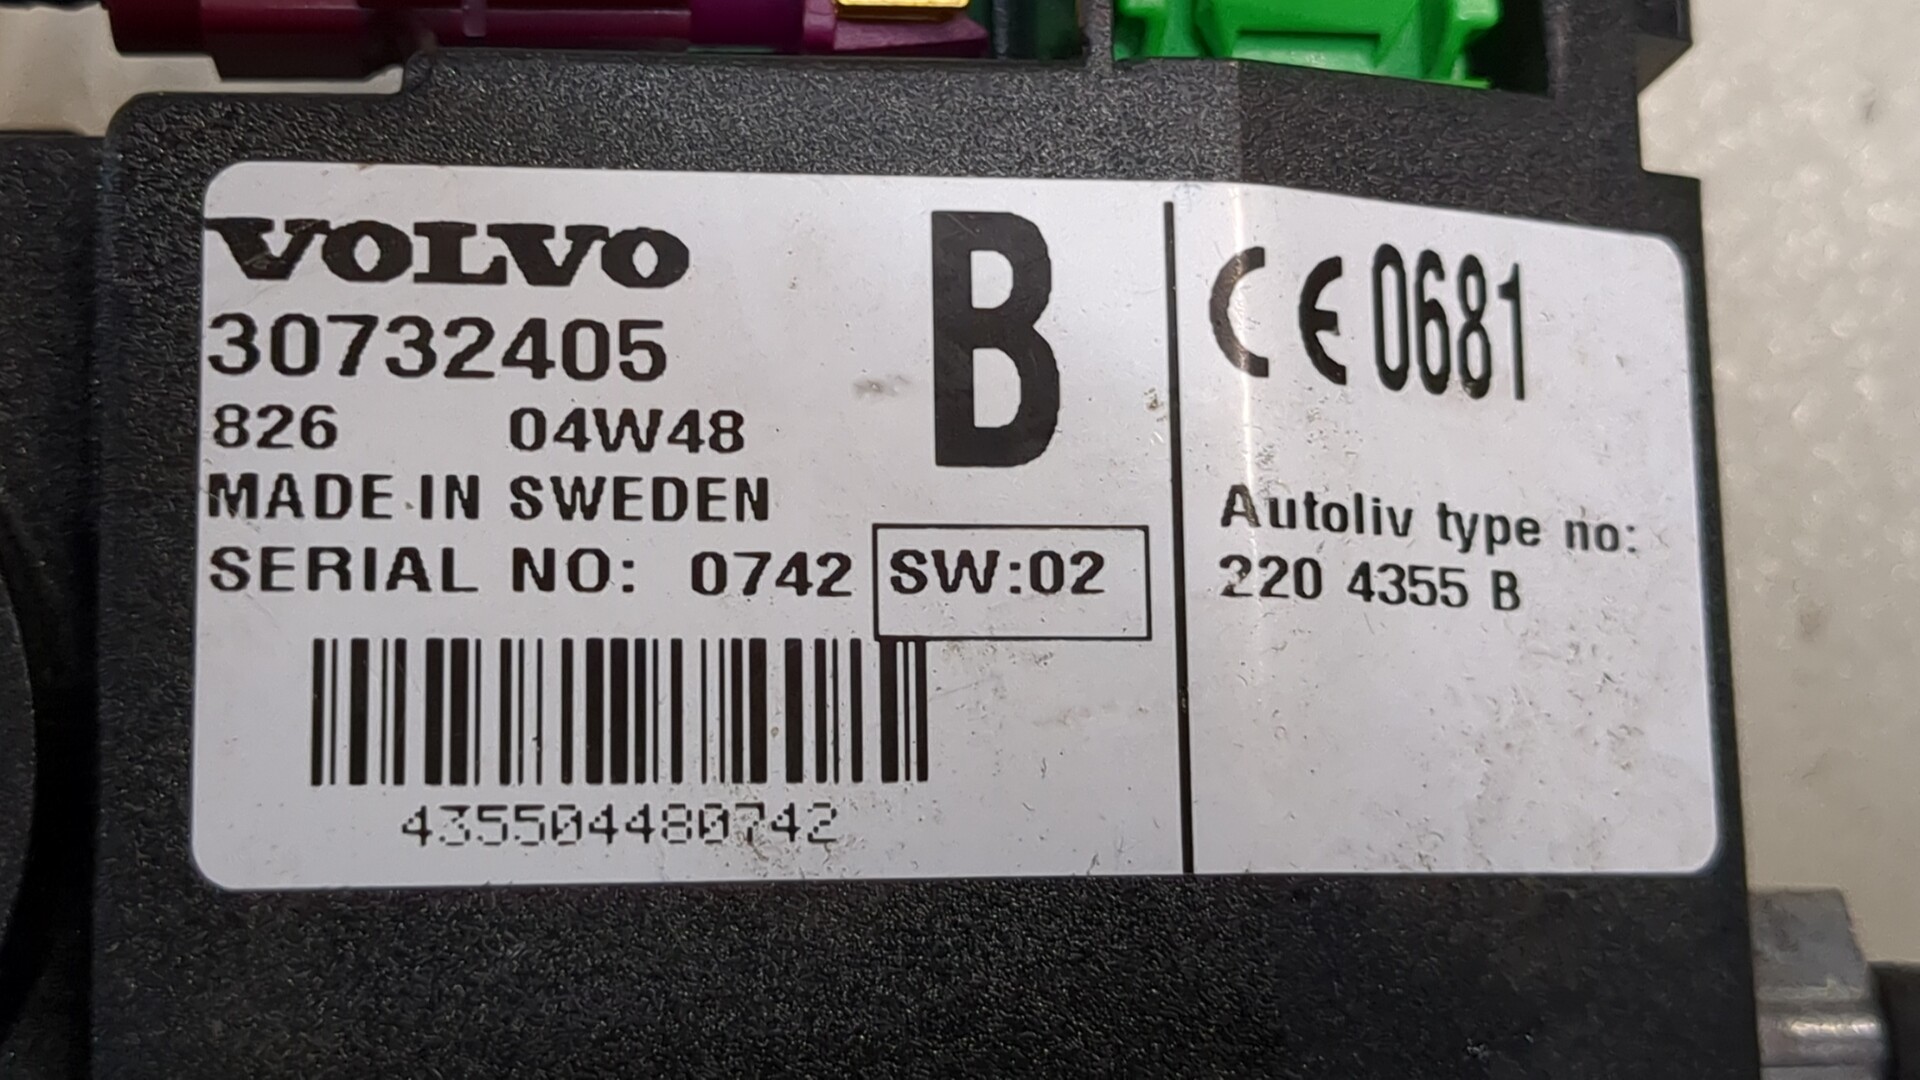 VOLVO
30732405
826 04W48
MADE IN SWEDEN
SERIAL NO: 0742 SW:02
435504480742
B
CE 0681
Autoliv type no:
220 4355 B